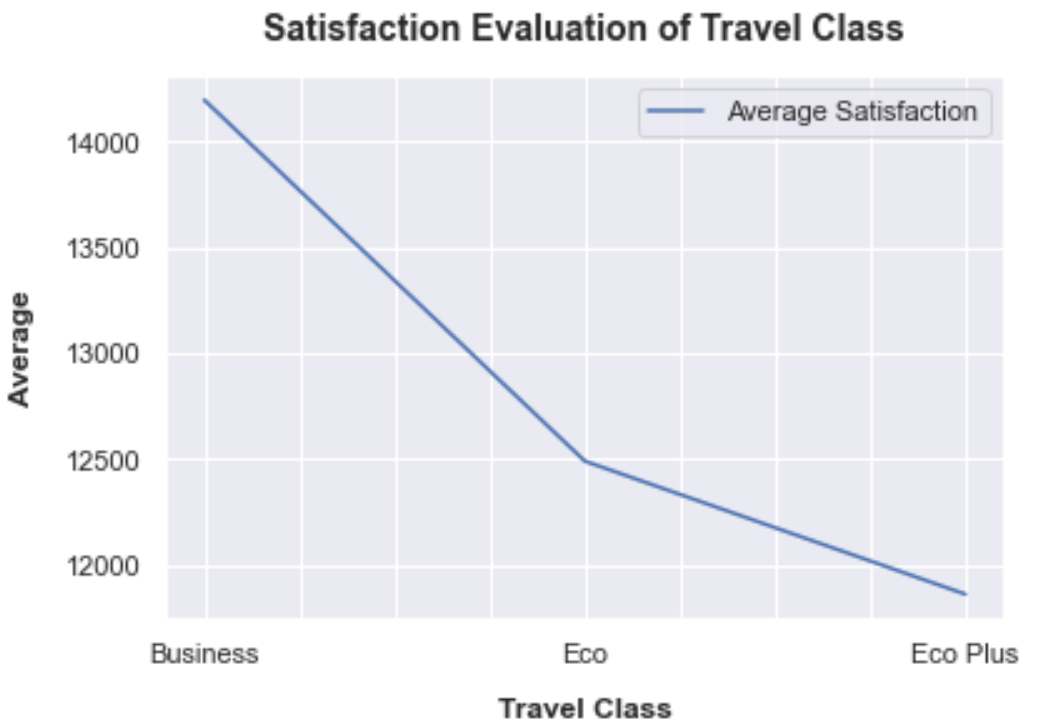 Satisfaction Evaluation of Travel Class
Average Satisfaction
14000
13500
13000
12500
12000
Average
Business Eco Eco Plus
Travel Class